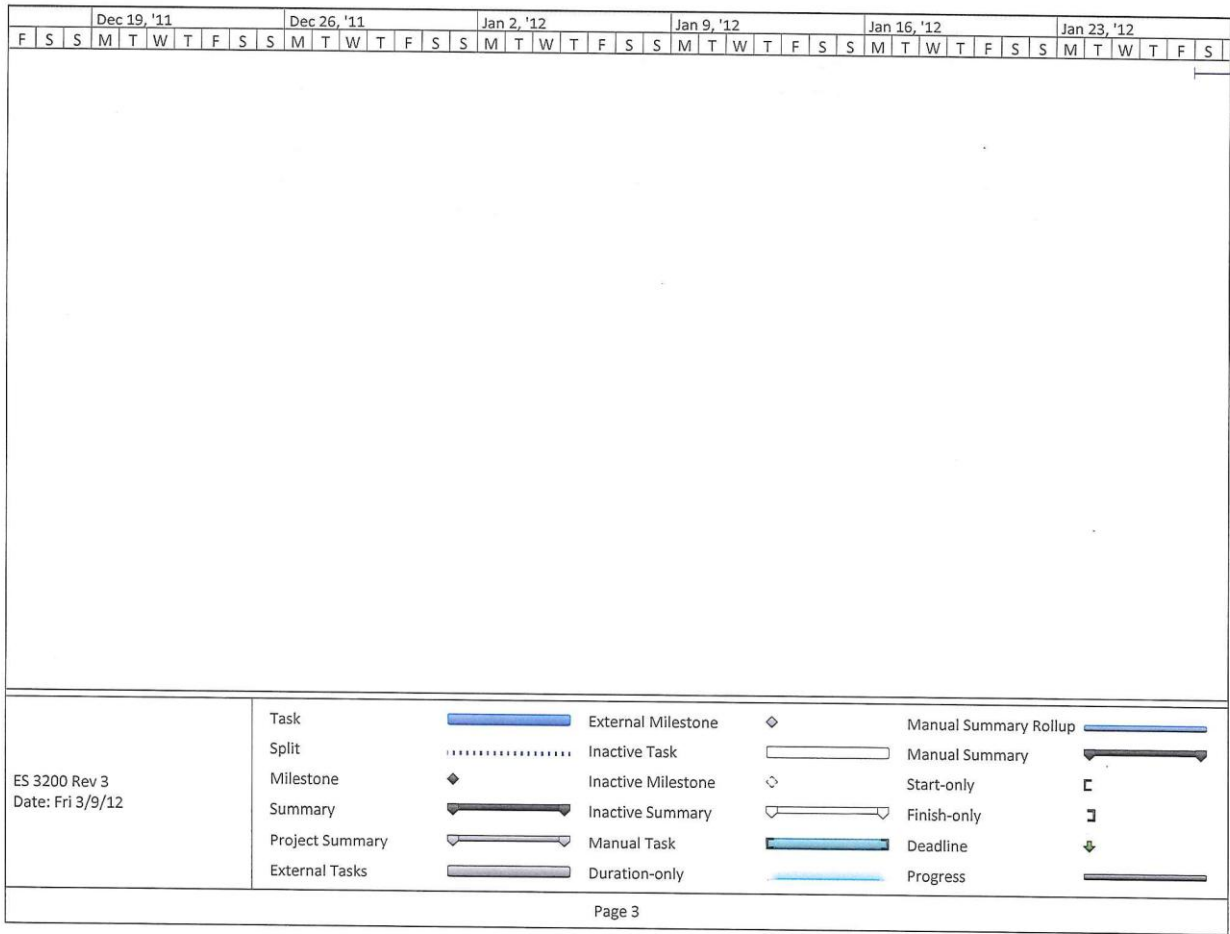 Dec 19, '11 Dec 26, '11 Jan 2, '12 Jan 9, '12 Jan 16, '12 Jan 23, '12
F S S M T W T F S S M T W T F S S M T W T F S S M T W T F S S M T W T F S S M T W T F S
Task External Milestone Manual Summary Rollup
Split Inactive Task Manual Summary
ES 3200 Rev 3 Milestone Inactive Milestone Start-only
Date: Fri 3/9/12 Summary Inactive Summary Finish-only
Project Summary Manual Task Deadline
External Tasks Duration-only Progress
Page 3